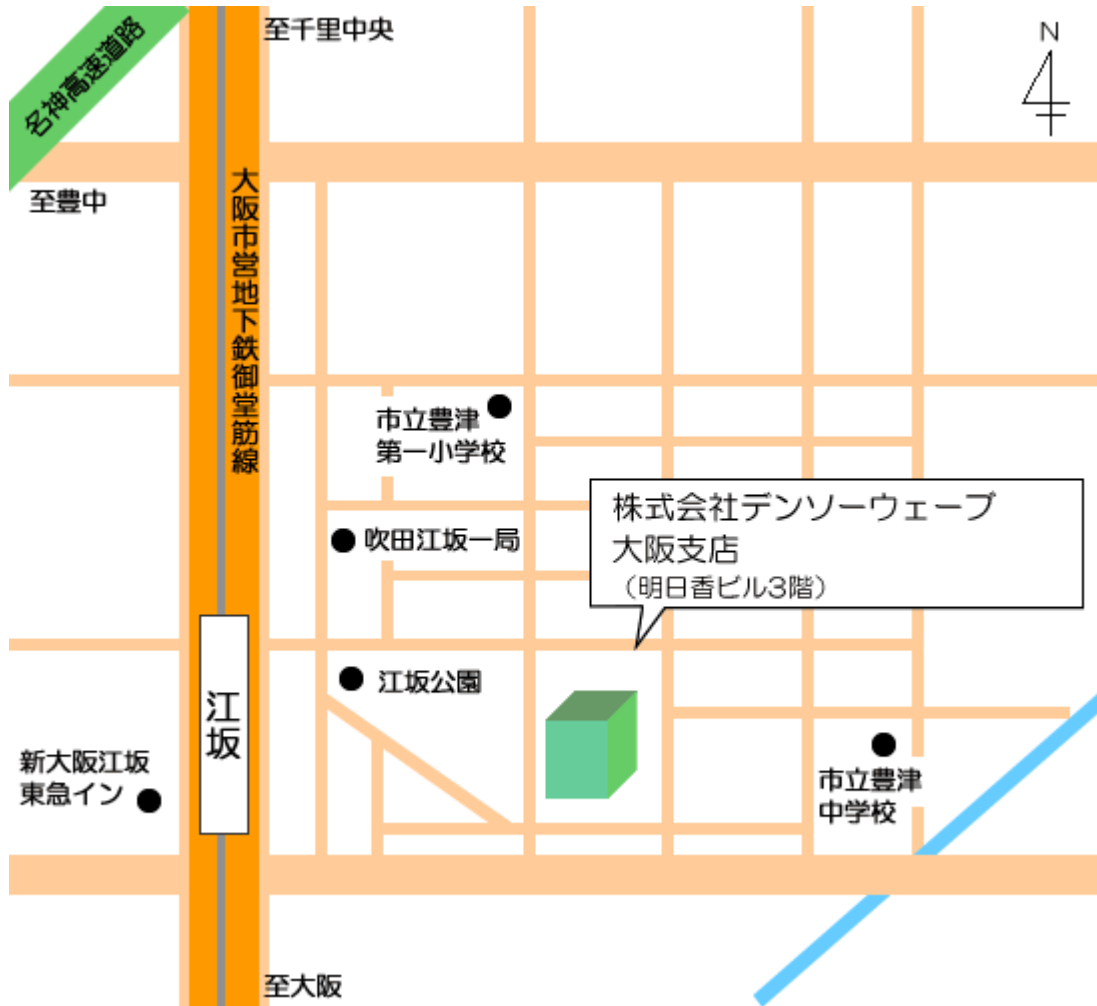 至千里中央
N
名神高速道路
至豊中
大阪市営地下鉄御堂筋線
市立豊津
第一小学校
株式会社デンソーウェーブ
大阪支店
（明日香ビル3階）
吹田江坂一局
江坂公園
江坂
新大阪江坂
東急イン
市立豊津
中学校
至大阪